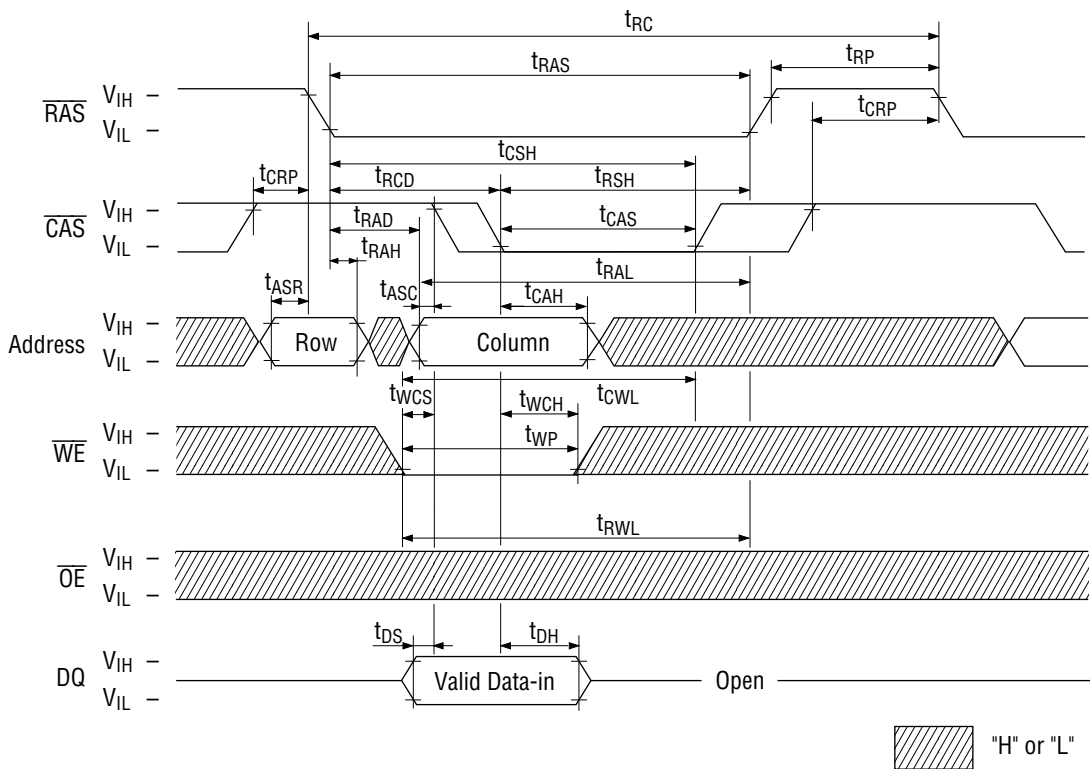 tRC
tRAS
tRP
RAS
VIH
VIL
tCRP
tCSH
tCRP
tRCD
tRSH
CAS
VIH
VIL
tRAD
tCAS
tRAH
tRAL
tASR
tASC
tCAH
Address
VIH
VIL
Row
Column
tCWL
tWCS
tWCH
WE
VIH
VIL
tWP
tRWL
OE
VIH
VIL
tDS
tDH
DQ
VIH
VIL
Valid Data-in
Open
"H" or "L"